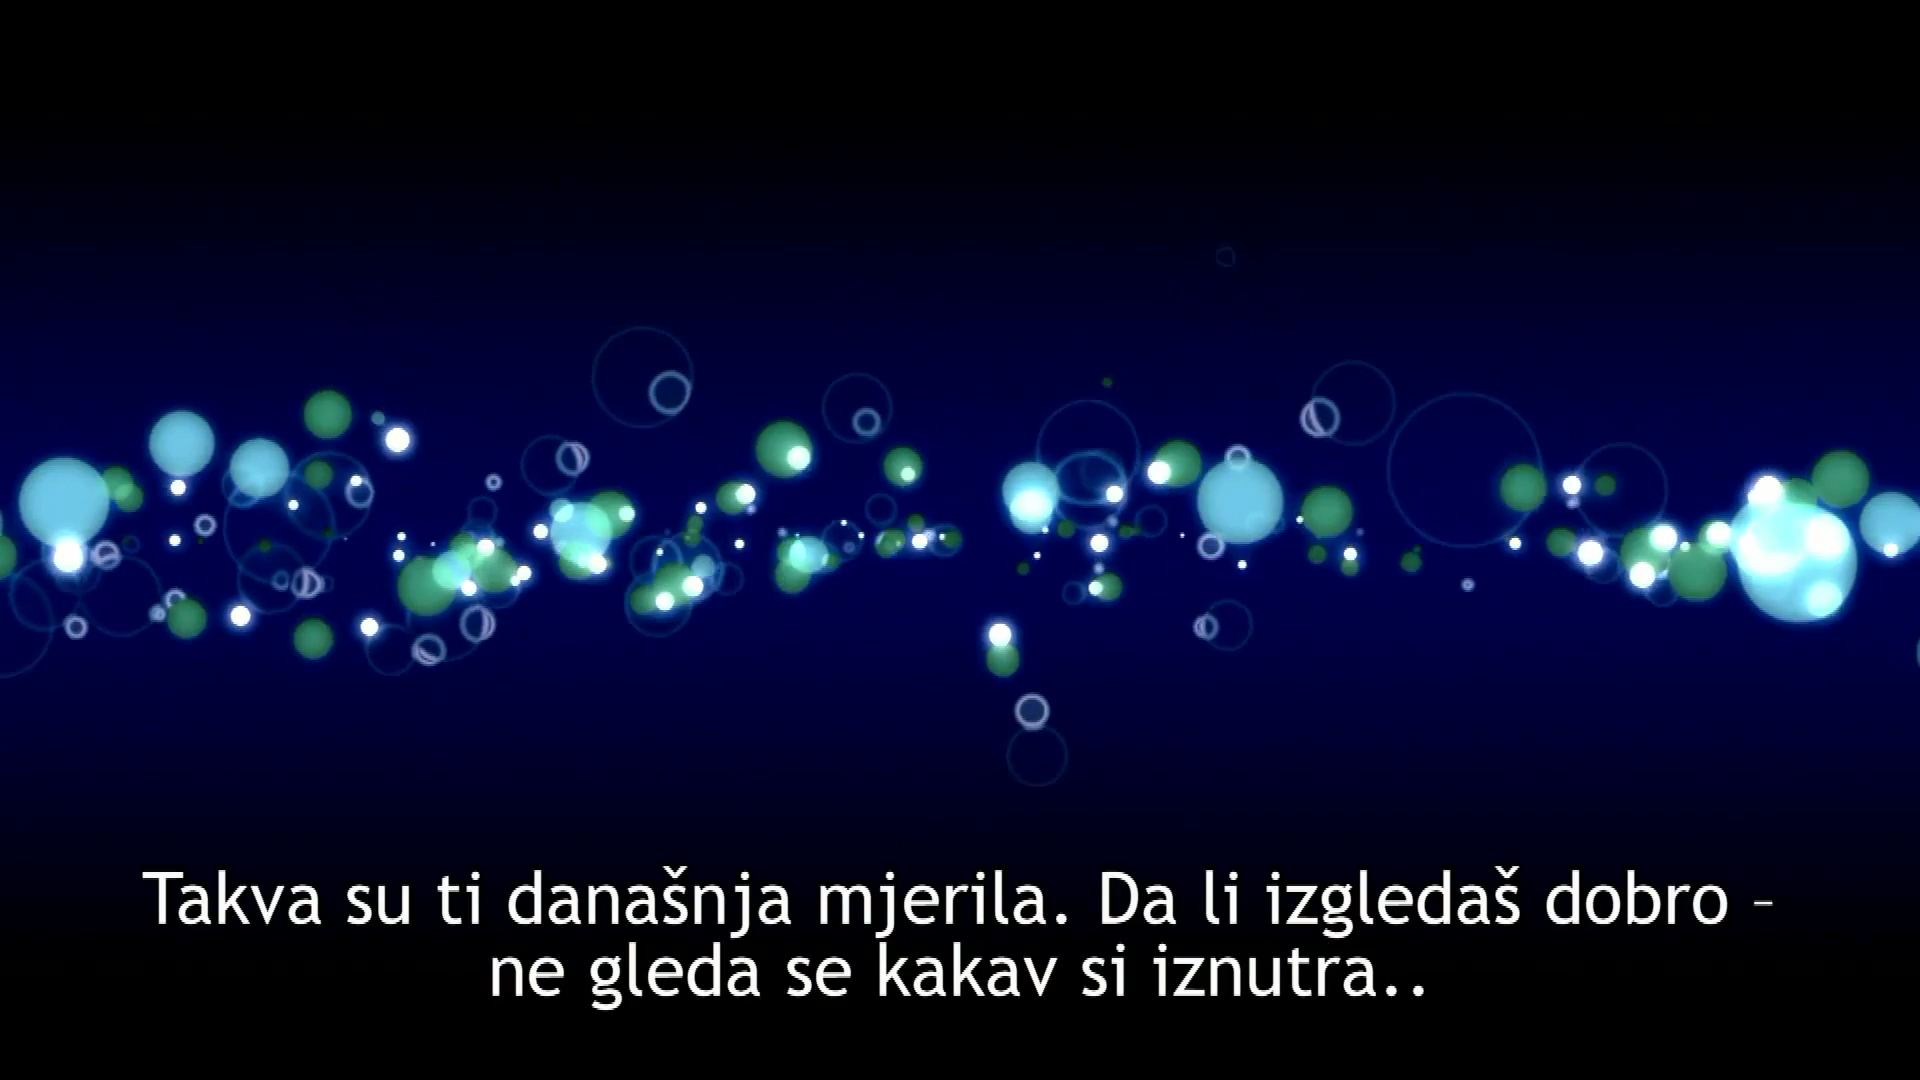 Takva su ti današnja mjerila. Da li izgledaš dobro –
ne gleda se kakav si iznutra..